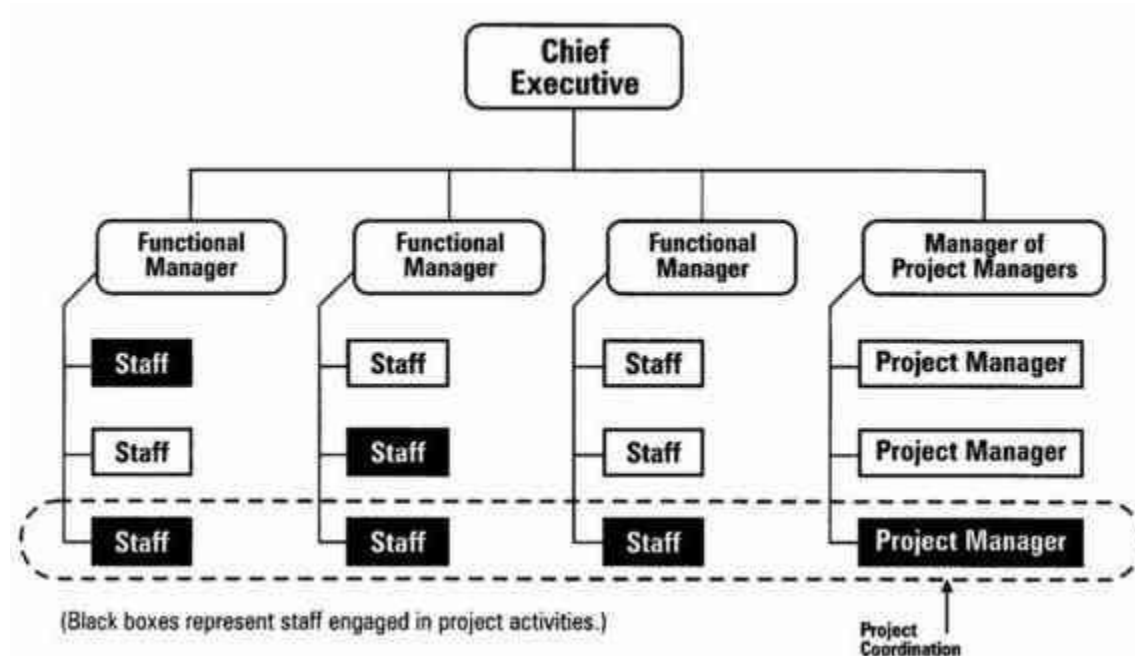 Chief
Executive
Functional
Manager
Functional
Manager
Functional
Manager
Manager of
Project Managers
Staff
Staff
Staff
Project Manager
Staff
Staff
Staff
Project Manager
Staff
Staff
Staff
Project Manager
(Black boxes represent staff engaged in project activities.)
Project
Coordination